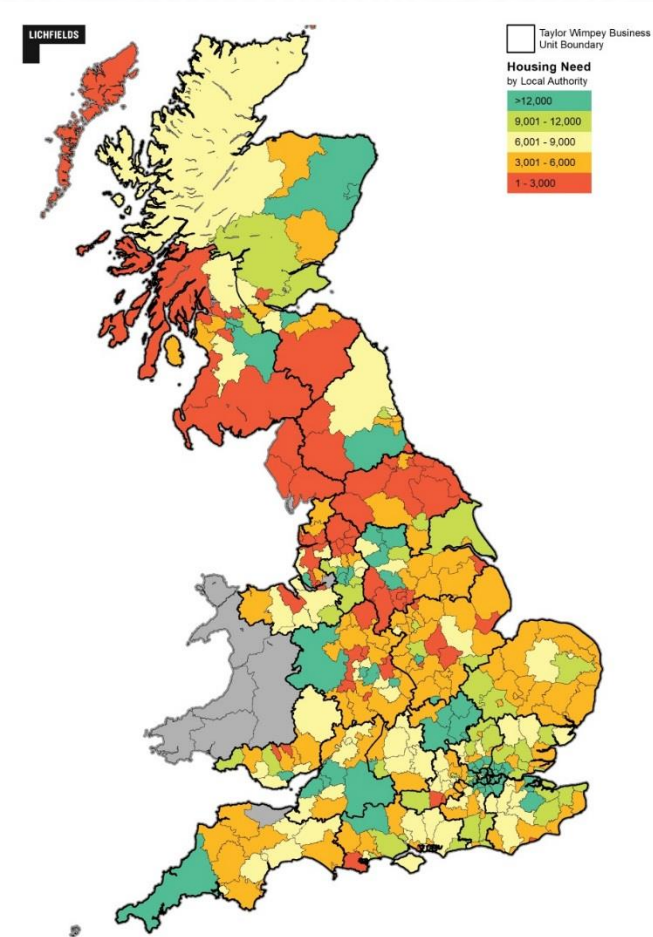 LICHFIELDS
Taylor Wimpey Business
Unit Boundary
Housing Need
by Local Authority
>12,000
9,001 - 12,000
6,001 - 9,000
3,001 - 6,000
1 - 3,000